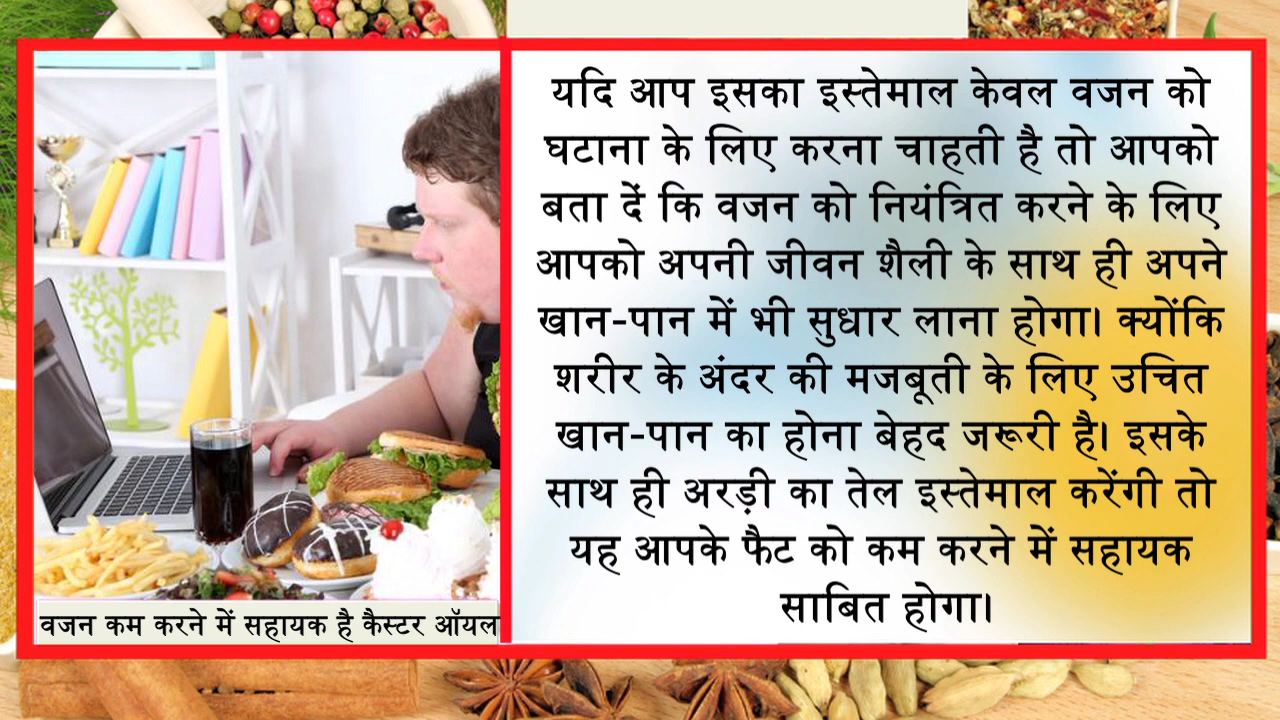 यदि आप इसका इस्तेमाल केवल वजन को
घटाना के लिए करना चाहती है तो आपको
बता दें कि वजन को नियंत्रित करने के लिए
आपको अपनी जीवन शैली के साथ ही अपने
खान-पान में भी सुधार लाना होगा। क्योंकि
शरीर के अंदर की मजबूती के लिए उचित
खान-पान का होना बेहद जरूरी है। इसके
साथ ही अरड़ी का तेल इस्तेमाल करेंगी तो
यह आपके फैट को कम करने में सहायक
साबित होगा।
वजन कम करने में सहायक है कैस्टर ऑयल